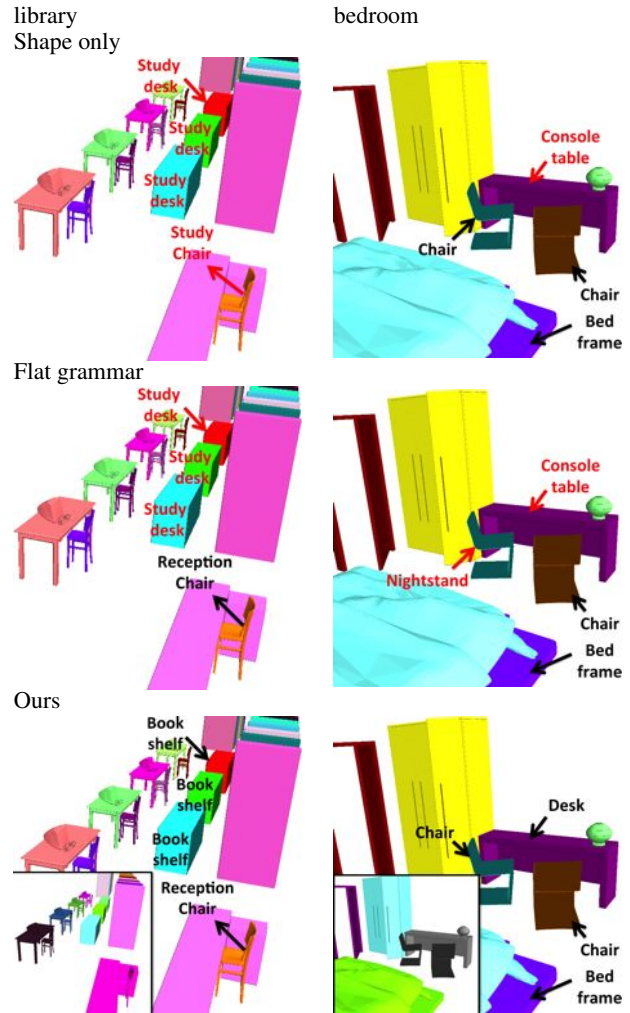 library
bedroom
Shape only
Study
desk
Study
desk
Study
desk
Study
Chair
Console
table
Chair
Chair
Bed
frame
Flat grammar
Study
desk
Study
desk
Study
desk
Reception
Chair
Console
table
Nightstand
Chair
Bed
frame
Ours
Book
shelf
Book
shelf
Book
shelf
Reception
Chair
Desk
Chair
Chair
Bed
frame